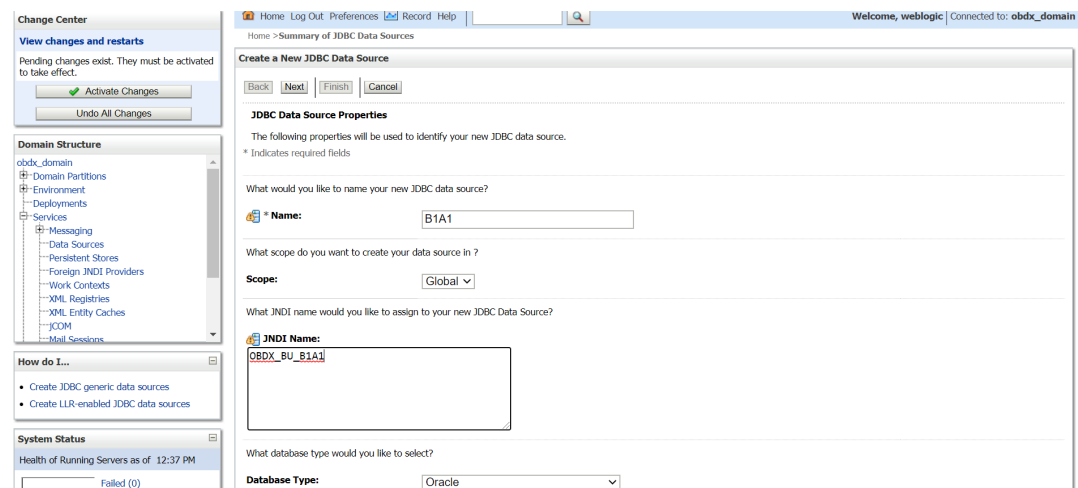 Change Center
View changes and restarts
Pending changes exist. They must be activated
to take effect.
Activate Changes
Undo All Changes
Domain Structure
obdx_domain
Domain Partitions
Environment
Deployments
Services
Messaging
Data Sources
Persistent Stores
Foreign JNDI Providers
Work Contexts
XML Registries
XML Entity Caches
jCOM
Mail Sessions
How do I...
Create JDBC generic data sources
Create LLR-enabled JDBC data sources
System Status
Health of Running Servers as of 12:37 PM
Failed (0)
Home Log Out Preferences Record Help
Welcome, weblogic Connected to: obdx_domain
Home >Summary of JDBC Data Sources
Create a New JDBC Data Source
Back Next Finish Cancel
JDBC Data Source Properties
The following properties will be used to identify your new JDBC data source.
* Indicates required fields
What would you like to name your new JDBC data source?
* Name: B1A1
What scope do you want to create your data source in ?
Scope: Global
What JNDI name would you like to assign to your new JDBC Data Source?
JNDI Name:
OBDX_BU_B1A1
What database type would you like to select?
Database Type: Oracle